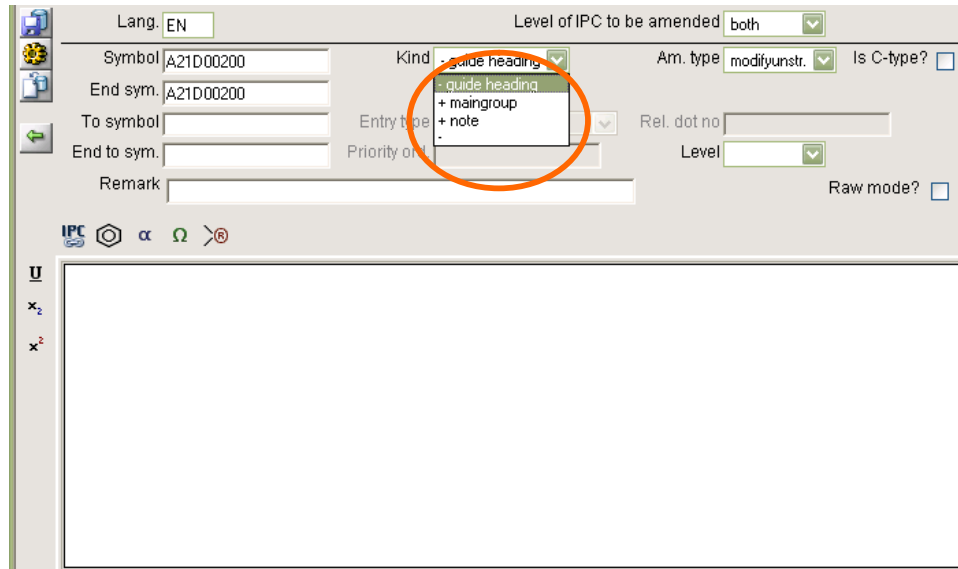 Lang. EN Level of IPC to be amended both
Symbol A21D00200 Kind - guide heading Am. type modifyunstr. Is C-type?
- guide heading
End sym. A21D00200
+ maingroup
To symbol Entry type + note Rel. dot no
-
End to sym. Priority ord. Level
Remark Raw mode?
IPC α Ω ®
U
x2
x2